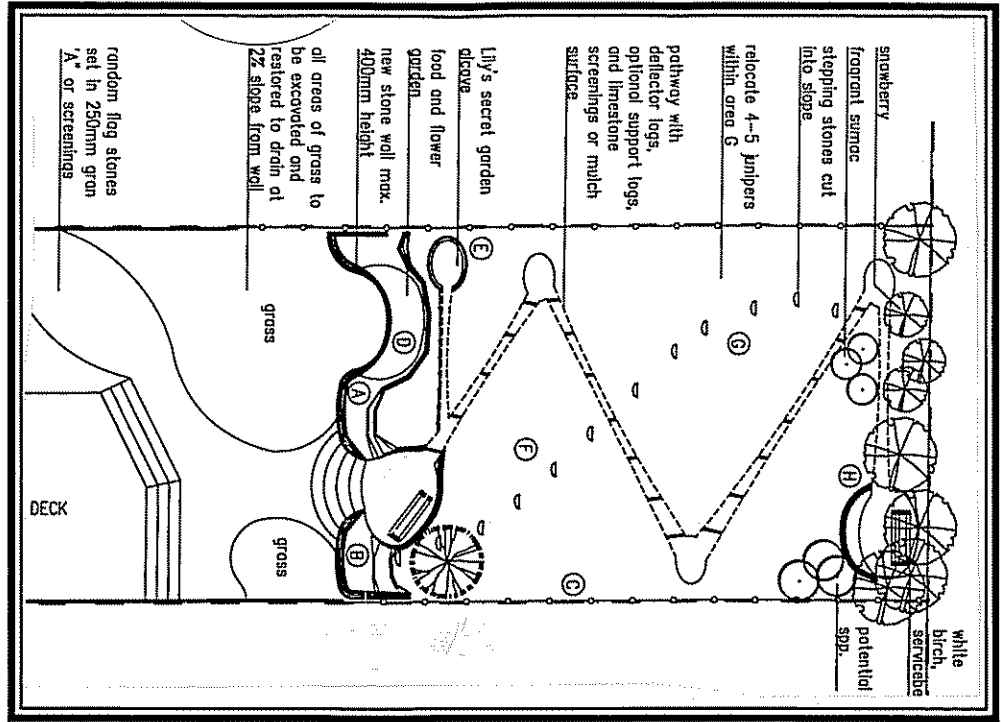 snowberry
fragrant sumac
stepping stones cut
into slope
relocate 4-5 junipers
within area G
pathway with
deflector logs,
optional support logs,
and limestone
screenings or mulch
surface
Lily's secret garden
alcove
food and flower
garden
new stone wall max.
400mm height
all areas of grass to
be excavated and
restored to drain at
2% slope from wall
random flag stones
set in 250mm gran
"A" or screenings
white
birch,
servicebe
potential
spp.
H
G
F
E
D
A
B
C
grass
grass
DECK